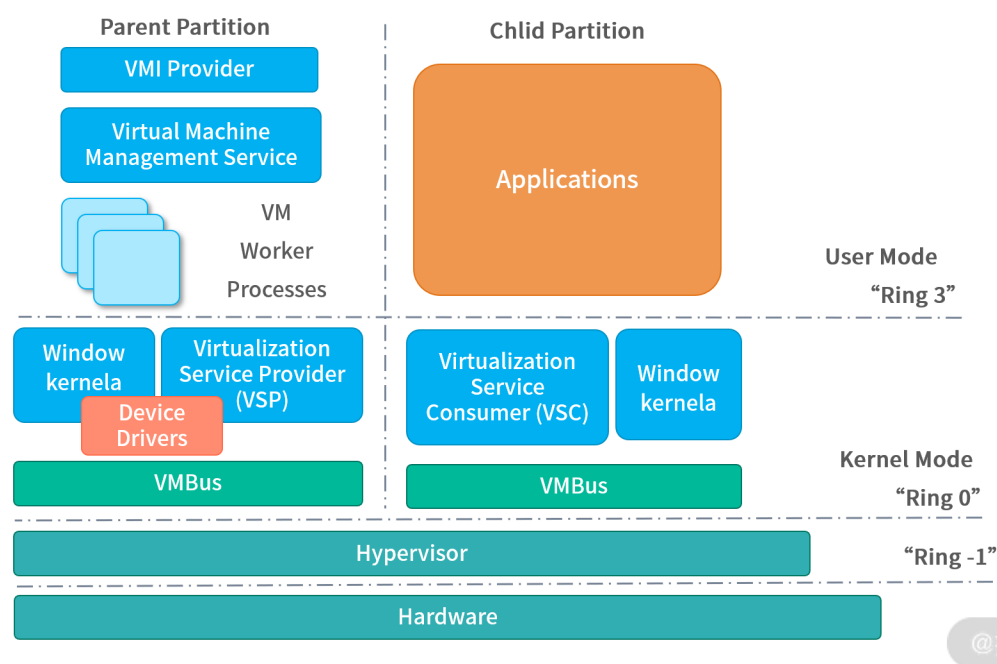 Parent Partition
Chlid Partition
VMI Provider
Virtual Machine
Management Service
VM
Worker
Processes
Applications
User Mode
“Ring 3”
Window
kernela
Virtualization
Service Provider
(VSP)
Device
Drivers
VMBus
Virtualization
Service
Consumer (VSC)
Window
kernela
VMBus
Kernel Mode
“Ring 0”
Hypervisor
“Ring -1”
Hardware
@